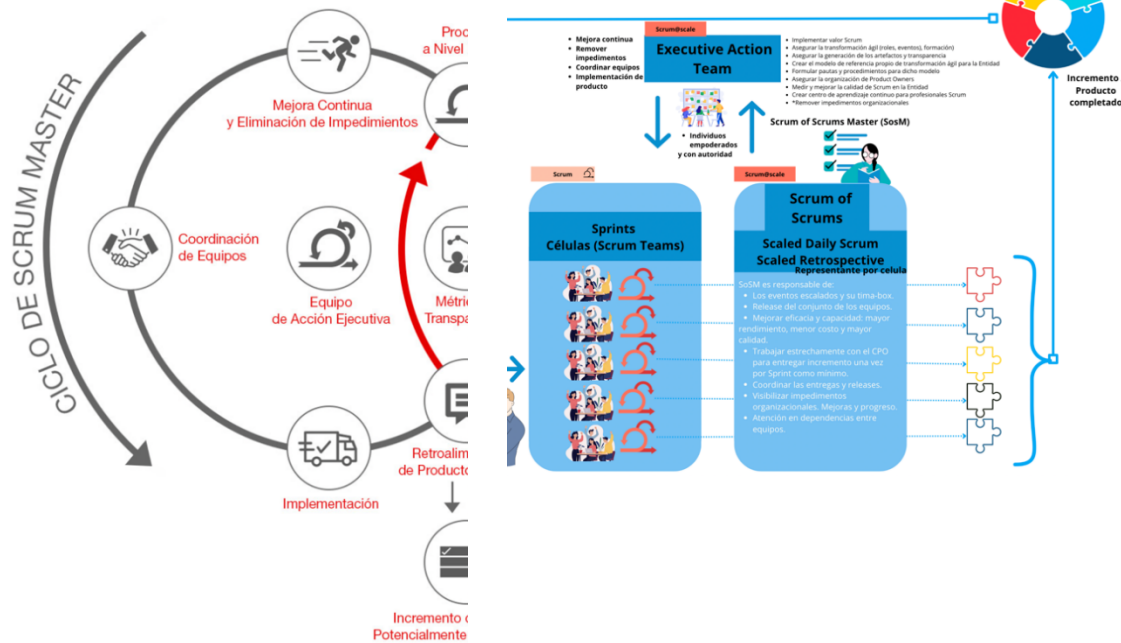 CICLO DE SCRUM MASTER
Proc
a Nivel
Mejora Continua
y Eliminación de Impedimientos
Coordinación
de Equipos
Equipo
de Acción Ejecutiva
Métric
Transpa
Implementación
Retroalim
de Producto
Incremento
Potencialmente
Scrum@scale
• Mejora continua
• Remover
impedimentos
• Coordinar equipos
• Implementación de
producto
Executive Action
Team
• Implementar valor Scrum
• Asegurar la transformación ágil (roles, eventos), formación)
• Asegurar la generación de los artefactos y transparencia
• Crear el modelo de referencia propio de transformación ágil para la Entidad
• Formular pautas y procedimientos para dicho modelo
• Asegurar la organización de Product Owners
• Medir y mejorar la calidad de Scrum en la Entidad
• Crear centro de aprendizaje continuo para profesionales Scrum
• *Remover impedimentos organizacionales
Incremento
Producto
completado
• Individuos
empoderados
y con autoridad
Scrum of Scrums Master (SosM)
Scrum
Scrum@scale
Sprints
Células (Scrum Teams)
Scrum of
Scrums
Scaled Daily Scrum
Scaled Retrospective
Representante por celula
SoSM es responsable de:
• Los eventos escalados y su tima-box.
• Release del conjunto de los equipos.
• Mejorar eficacia y capacidad: mayor
rendimiento, menor costo y mayor
calidad.
• Trabajar estrechamente con el CPO
para entregar incremento una vez
por Sprint como mínimo.
• Coordinar las entregas y releases.
• Visibilizar impedimentos
organizacionales. Mejoras y progreso.
• Atención en dependencias entre
equipos.